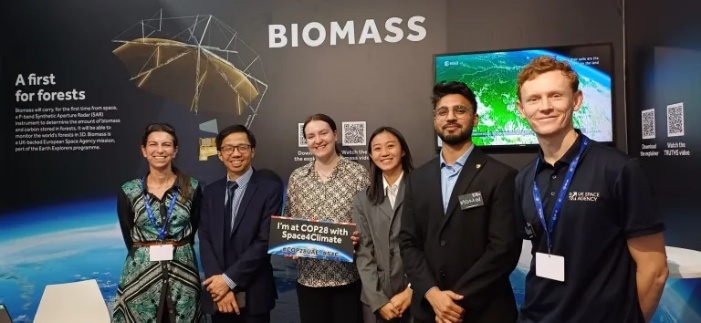 BIOMASS
A first
for forests
Biomass will carry, for the first time from space,
a P-band Synthetic Aperture Radar (SAR)
instrument to determine the amount of biomass
and carbon stored in forests. It will be able to
monitor the world's forests in 3D. Biomass is
a UK-backed European Space Agency mission,
part of the Earth Explorers programme.
Watch the
I'm at COP28 with
Space4Climate
UK SPACE
AGENCY
Download
the explainer
Watch the
TRUTHS video